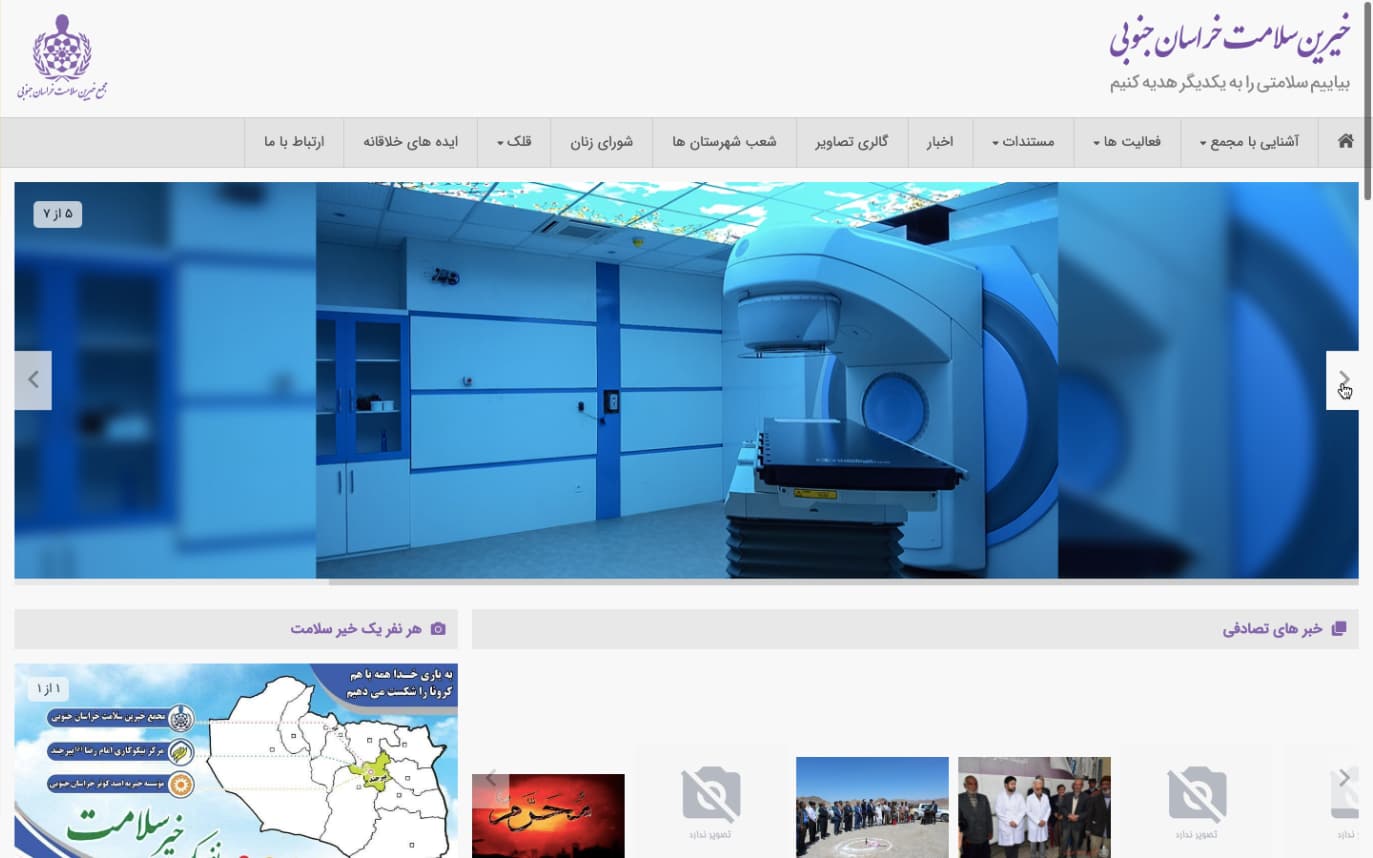 خیرین سلامت خراسان جنوبی
بیاییم سلامتی را به یکدیگر هدیه کنیم
مجمع خیرین سلامت خراسان جنوبی
آشنایی با مجمع
فعالیت ها
مستندات
اخبار
گالری تصاویر
شعب شهرستان ها
شورای زنان
قلک
ایده های خلاقانه
ارتباط با ما
۵ از ۷
خبر های تصادفی
هر نفر یک خیر سلامت
۱ از ۱
به یاری خدا همه با هم
کرونا را شکست می دهیم
مجمع خیرین سلامت خراسان جنوبی
مرکز نیکوکاری امام رضا (ع) بیرجند
موسسه خیریه امید کوثر خراسان جنوبی
بیرجند
خیر سلامت
محرم
تصویر ندارد
تصویر ندارد
ندارد